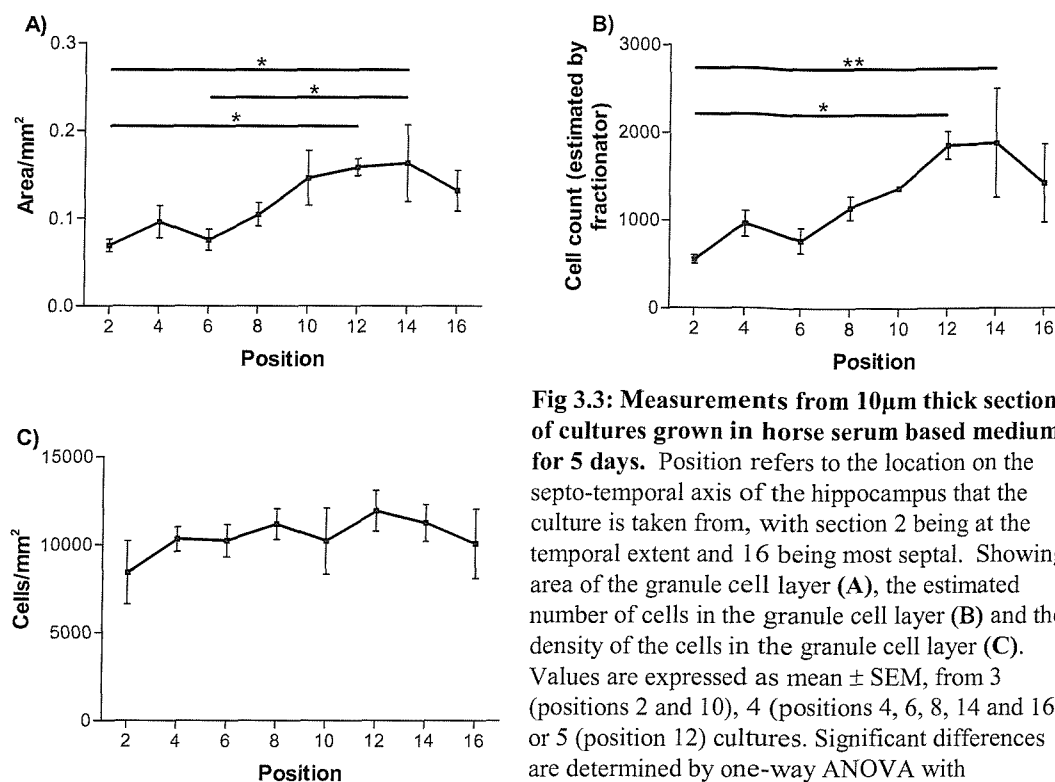 A)
0.3
0.2
0.1
0.0
Area/mm²
*
*
*
2 4 6 8 10 12 14 16
Position
B)
3000
2000
1000
0
Cell count (estimated by
fractionator)
**
*
2 4 6 8 10 12 14 16
Position
C)
15000
10000
5000
0
Cells/mm²
2 4 6 8 10 12 14 16
Position
Fig 3.3: Measurements from 10µm thick section
of cultures grown in horse serum based medium
for 5 days. Position refers to the location on the
septo-temporal axis of the hippocampus that the
culture is taken from, with section 2 being at the
temporal extent and 16 being most septal. Showing
area of the granule cell layer (A), the estimated
number of cells in the granule cell layer (B) and the
density of the cells in the granule cell layer (C).
Values are expressed as mean ± SEM, from 3
(positions 2 and 10), 4 (positions 4, 6, 8, 14 and 16
or 5 (position 12) cultures. Significant differences
are determined by one-way ANOVA with